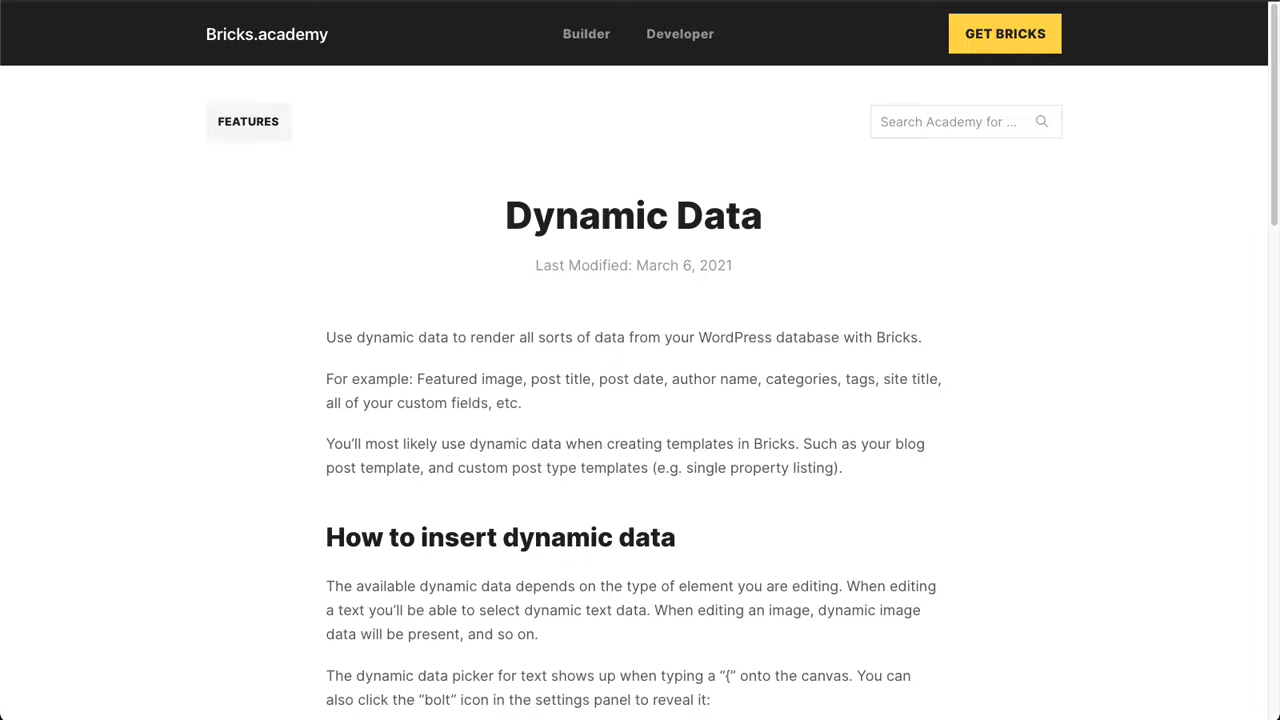 Bricks.academy
Builder
Developer
GET BRICKS
FEATURES
Search Academy for ...
Dynamic Data
Last Modified: March 6, 2021
Use dynamic data to render all sorts of data from your WordPress database with Bricks.
For example: Featured image, post title, post date, author name, categories, tags, site title,
all of your custom fields, etc.
You’ll most likely use dynamic data when creating templates in Bricks. Such as your blog
post template, and custom post type templates (e.g. single property listing).
How to insert dynamic data
The available dynamic data depends on the type of element you are editing. When editing
a text you’ll be able to select dynamic text data. When editing an image, dynamic image
data will be present, and so on.
The dynamic data picker for text shows up when typing a “{” onto the canvas. You can
also click the “bolt” icon in the settings panel to reveal it: